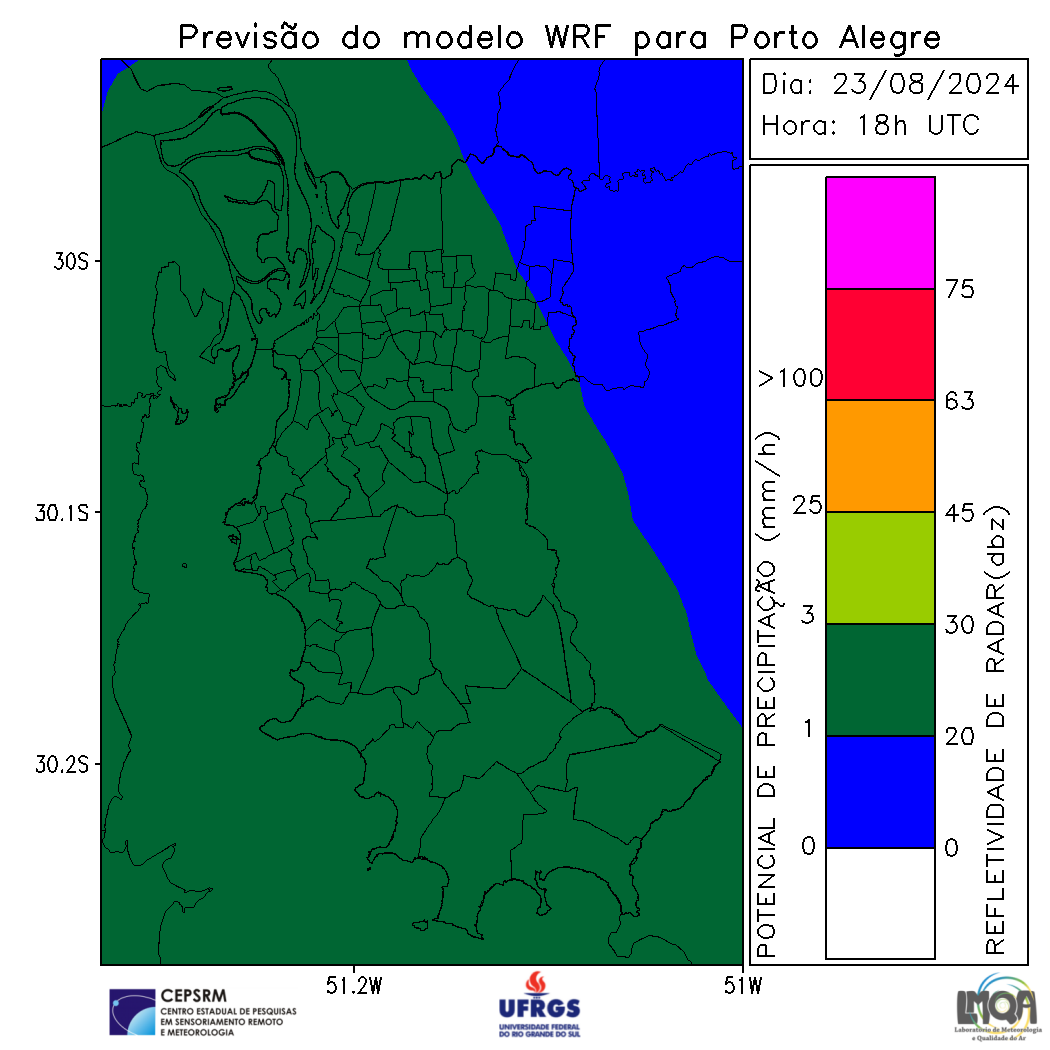 Previsão do modelo WRF para Porto Alegre
Dia: 23/08/2024
Hora: 18h UTC
30S
30.1S
30.2S
51.2W
51W
POTENCIAL DE PRECIPITAÇÃO (mm/h)
>100
25
3
1
0
75
63
45
30
20
0
REFLETIVIDADE DE RADAR(dbz)
CEPSRM
CENTRO ESTADUAL DE PESQUISAS
EM SENSORIAMENTO REMOTO
E METEOROLOGIA
UFRGS
UNIVERSIDADE FEDERAL
DO RIO GRANDE DO SUL
LMQA
Laboratório de Meteorologia
e Qualidade do Ar